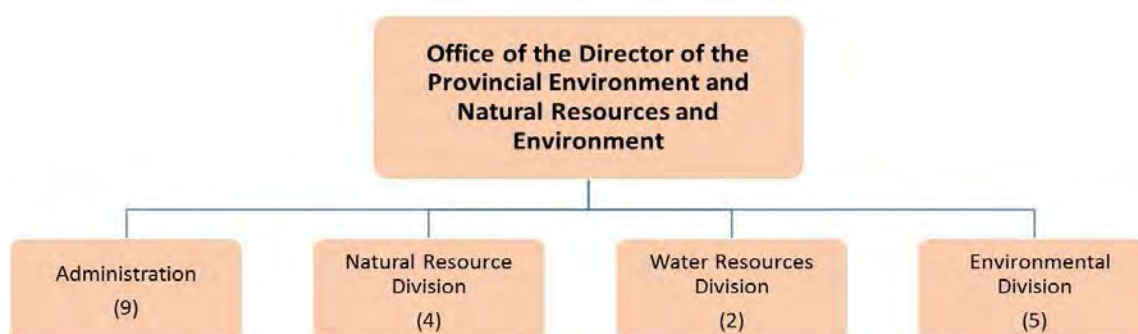 Office of the Director of the
Provincial Environment and
Natural Resources and
Environment
Administration
(9)
Natural Resource
Division
(4)
Water Resources
Division
(2)
Environmental
Division
(5)